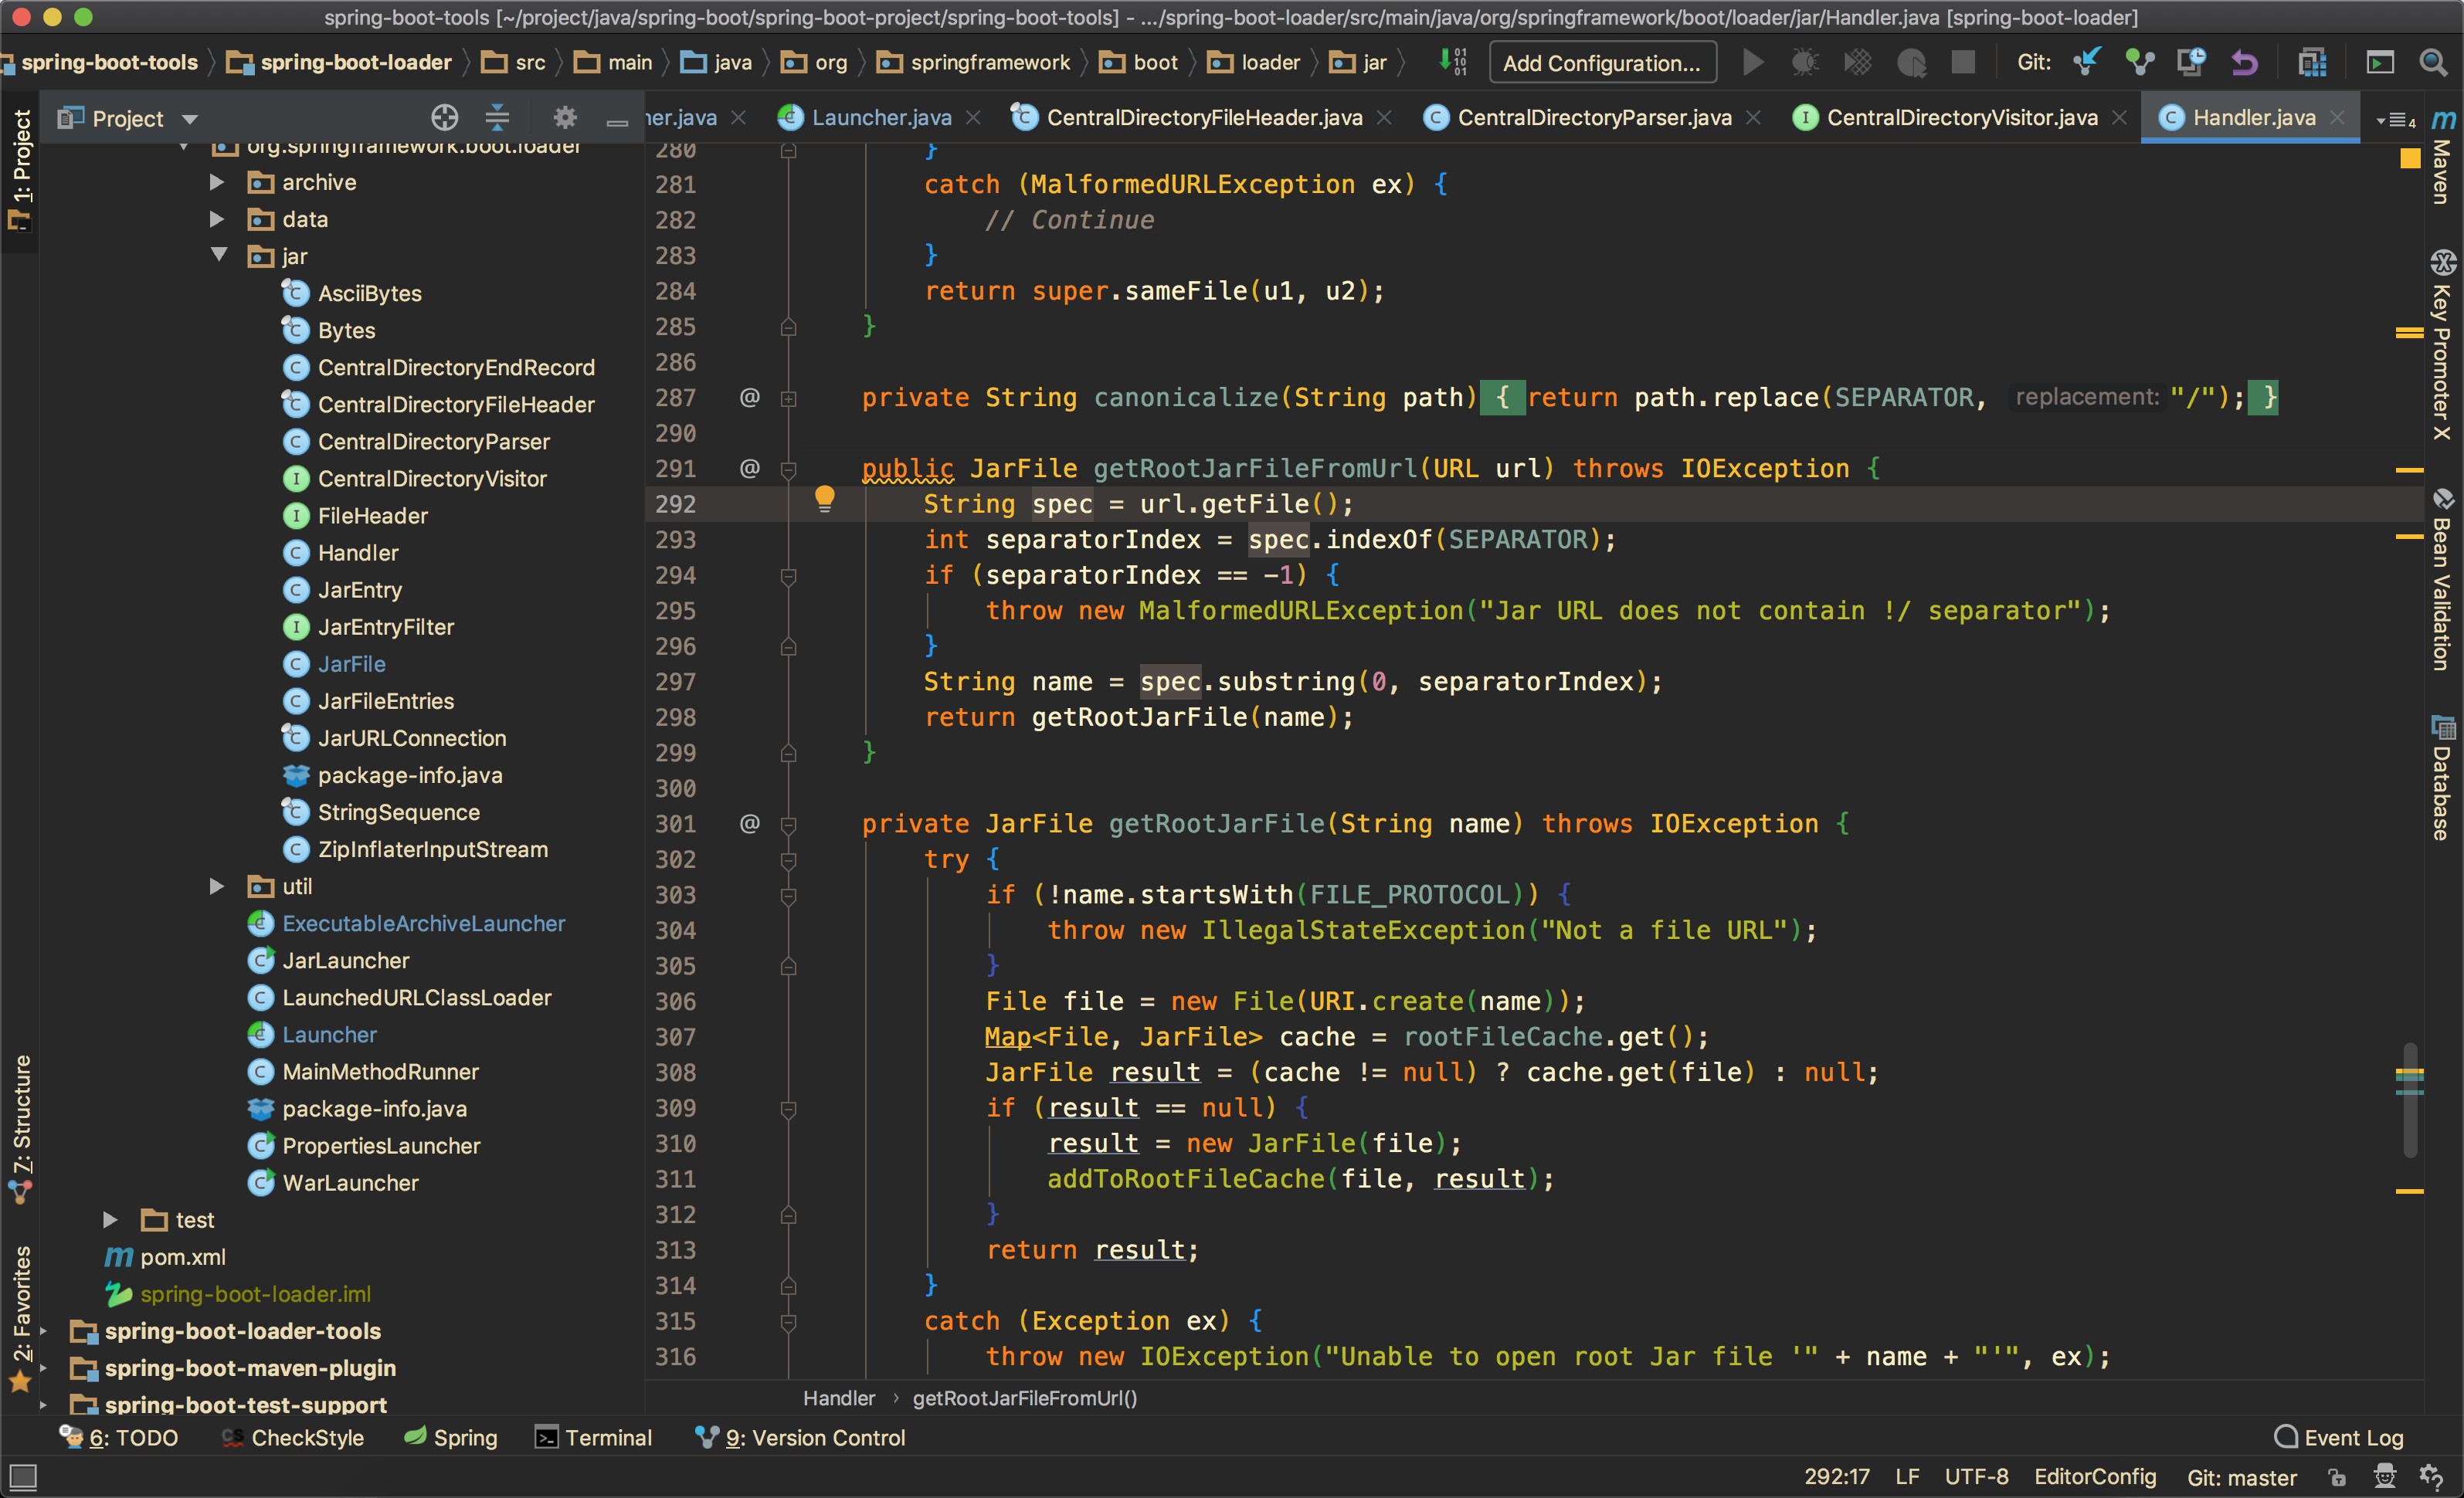 spring-boot-tools [~/project/java/spring-boot/spring-boot-project/spring-boot-tools] - .../spring-boot-loader/src/main/java/org/springframework/boot/loader/jar/Handler.java [spring-boot-loader]
spring-boot-tools spring-boot-loader src main java org springframework boot loader jar Add Configuration... Git:
Project
er.java Launcher.java CentralDirectoryFileHeader.java CentralDirectoryParser.java CentralDirectoryVisitor.java Handler.java 4
1: Project
7: Structure
2: Favorites
org.springframework.boot.loader
archive
data
jar
AsciiBytes
Bytes
CentralDirectoryEndRecord
CentralDirectoryFileHeader
CentralDirectoryParser
CentralDirectoryVisitor
FileHeader
Handler
JarEntry
JarEntryFilter
JarFile
JarFileEntries
JarURLConnection
package-info.java
StringSequence
ZipInflaterInputStream
util
ExecutableArchiveLauncher
JarLauncher
LaunchedURLClassLoader
Launcher
MainMethodRunner
package-info.java
PropertiesLauncher
WarLauncher
test
pom.xml
spring-boot-loader.iml
spring-boot-loader-tools
spring-boot-maven-plugin
spring-boot-test-support
280 }
281 catch (MalformedURLException ex) {
282 // Continue
283 }
284 return super.sameFile(u1, u2);
285 }
286
287 @ private String canonicalize(String path) { return path.replace(SEPARATOR, replacement: "/"); }
290
291 @ public JarFile getRootJarFileFromUrl(URL url) throws IOException {
292 String spec = url.getFile();
293 int separatorIndex = spec.indexOf(SEPARATOR);
294 if (separatorIndex == -1) {
295 throw new MalformedURLException("Jar URL does not contain !/ separator");
296 }
297 String name = spec.substring(0, separatorIndex);
298 return getRootJarFile(name);
299 }
300
301 @ private JarFile getRootJarFile(String name) throws IOException {
302 try {
303 if (!name.startsWith(FILE_PROTOCOL)) {
304 throw new IllegalStateException("Not a file URL");
305 }
306 File file = new File(URI.create(name));
307 Map<File, JarFile> cache = rootFileCache.get();
308 JarFile result = (cache != null) ? cache.get(file) : null;
309 if (result == null) {
310 result = new JarFile(file);
311 addToRootFileCache(file, result);
312 }
313 return result;
314 }
315 catch (Exception ex) {
316 throw new IOException("Unable to open root Jar file '" + name + "'", ex);
Handler › getRootJarFileFromUrl()
Maven
Key Promoter X
Bean Validation
Database
6: TODO CheckStyle Spring Terminal 9: Version Control Event Log
292:17 LF UTF-8 EditorConfig Git: master